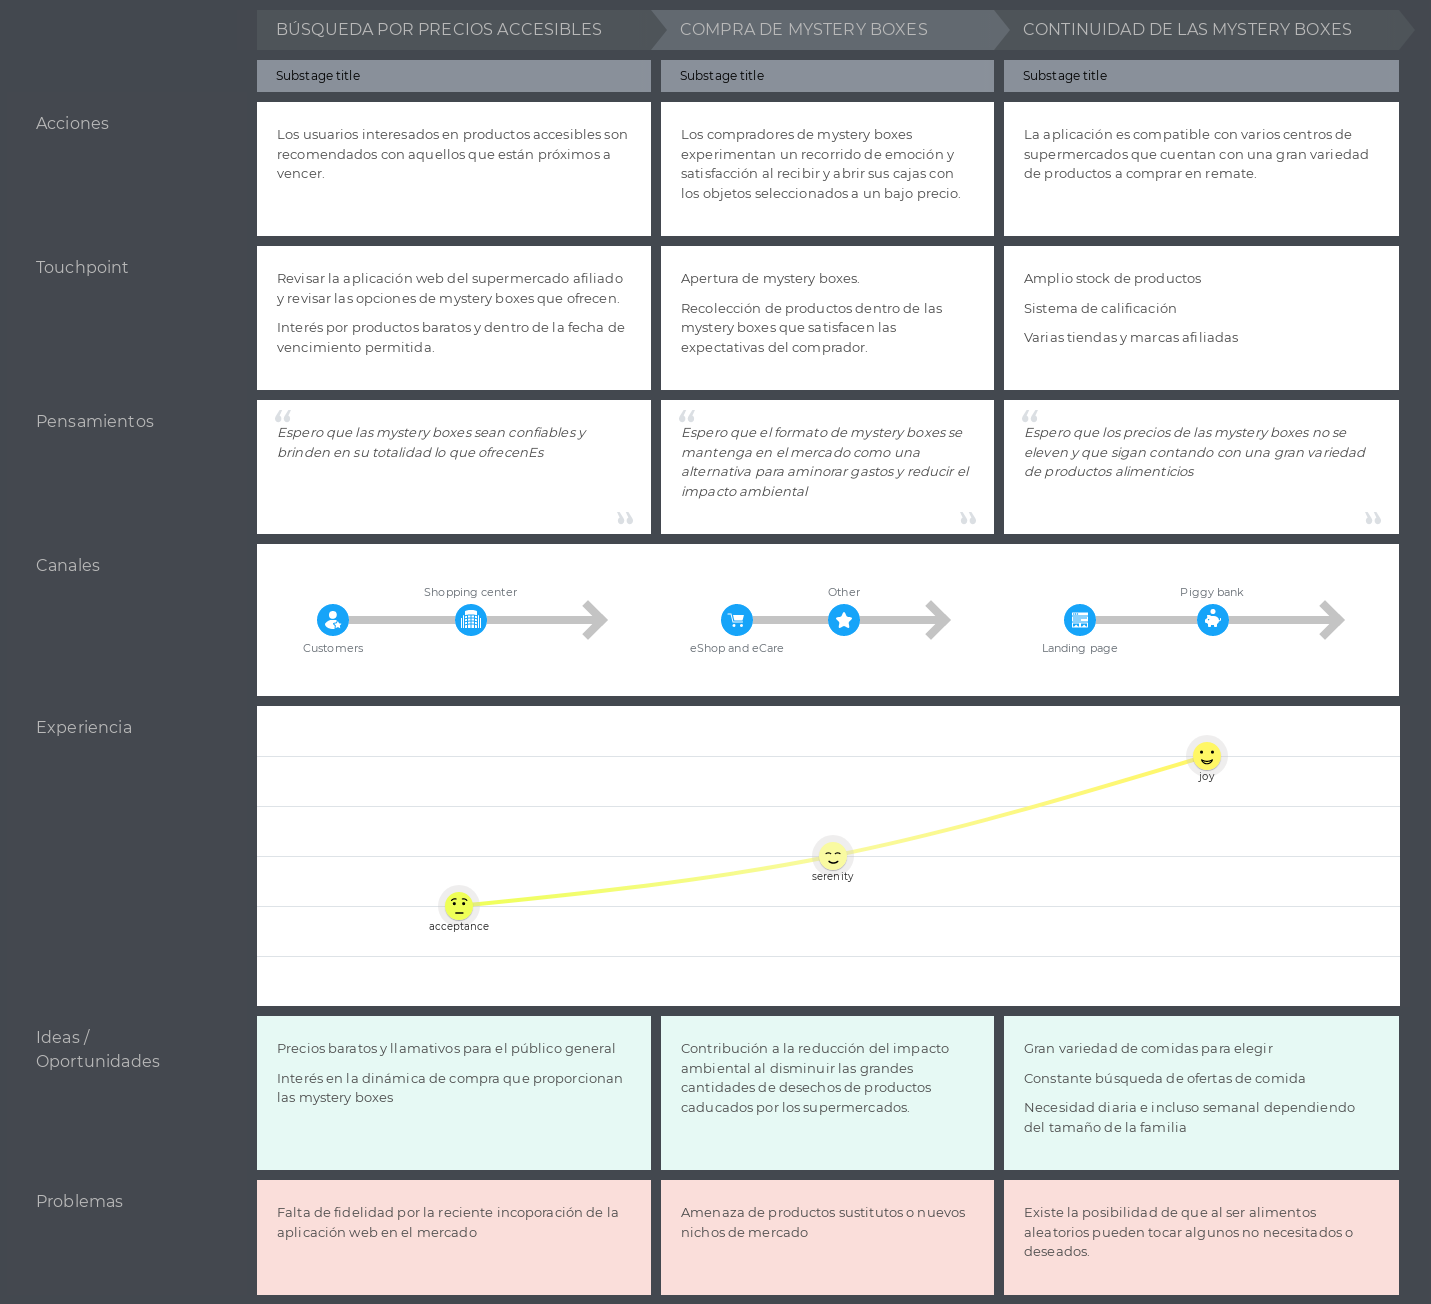 BÚSQUEDA POR PRECIOS ACCESIBLES
COMPRA DE MYSTERY BOXES
CONTINUIDAD DE LAS MYSTERY BOXES
Substage title
Substage title
Substage title
Acciones
Los usuarios interesados en productos accesibles son
recomendados con aquellos que están próximos a
vencer.
Los compradores de mystery boxes
experimentan un recorrido de emoción y
satisfacción al recibir y abrir sus cajas con
los objetos seleccionados a un bajo precio.
La aplicación es compatible con varios centros de
supermercados que cuentan con una gran variedad
de productos a comprar en remate.
Touchpoint
Revisar la aplicación web del supermercado afiliado
y revisar las opciones de mystery boxes que ofrecen.
Interés por productos baratos y dentro de la fecha de
vencimiento permitida.
Apertura de mystery boxes.
Recolección de productos dentro de las
mystery boxes que satisfacen las
expectativas del comprador.
Amplio stock de productos
Sistema de calificación
Varias tiendas y marcas afiliadas
Pensamientos
“
Espero que las mystery boxes sean confiables y
brinden en su totalidad lo que ofrecenEs
”
“
Espero que el formato de mystery boxes se
mantenga en el mercado como una
alternativa para aminorar gastos y reducir el
impacto ambiental
”
“
Espero que los precios de las mystery boxes no se
eleven y que sigan contando con una gran variedad
de productos alimenticios
”
Canales
Shopping center
Customers
Other
eShop and eCare
Piggy bank
Landing page
Experiencia
joy
serenity
acceptance
Ideas /
Oportunidades
Precios baratos y llamativos para el público general
Interés en la dinámica de compra que proporcionan
las mystery boxes
Contribución a la reducción del impacto
ambiental al disminuir las grandes
cantidades de desechos de productos
caducados por los supermercados.
Gran variedad de comidas para elegir
Constante búsqueda de ofertas de comida
Necesidad diaria e incluso semanal dependiendo
del tamaño de la familia
Problemas
Falta de fidelidad por la reciente incoporación de la
aplicación web en el mercado
Amenaza de productos sustitutos o nuevos
nichos de mercado
Existe la posibilidad de que al ser alimentos
aleatorios pueden tocar algunos no necesitados o
deseados.